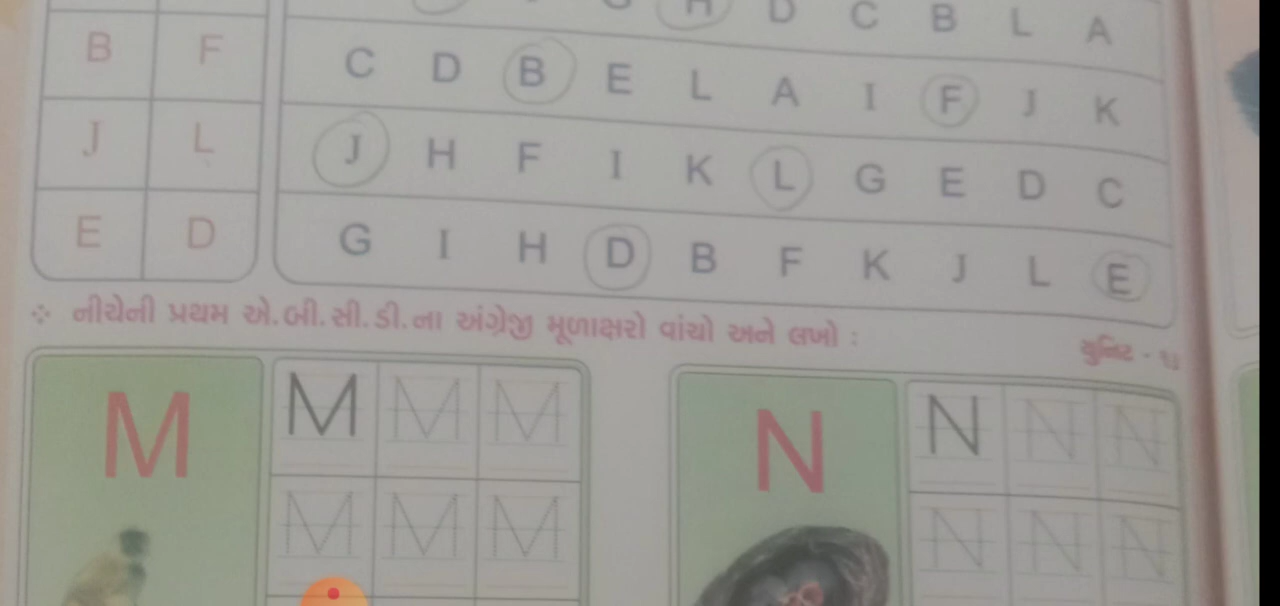 H D C B L A
B F C D B E L A I F J K
J L J H F I K L G E D C
E D G I H D B F K J L E
નીચેની પ્રથમ એ.બી.સી.ડી.ના અંગ્રેજી મૂળાક્ષરો વાંચો અને લખો :
યુનિટ -
M M M M N N N N
M M M N N N